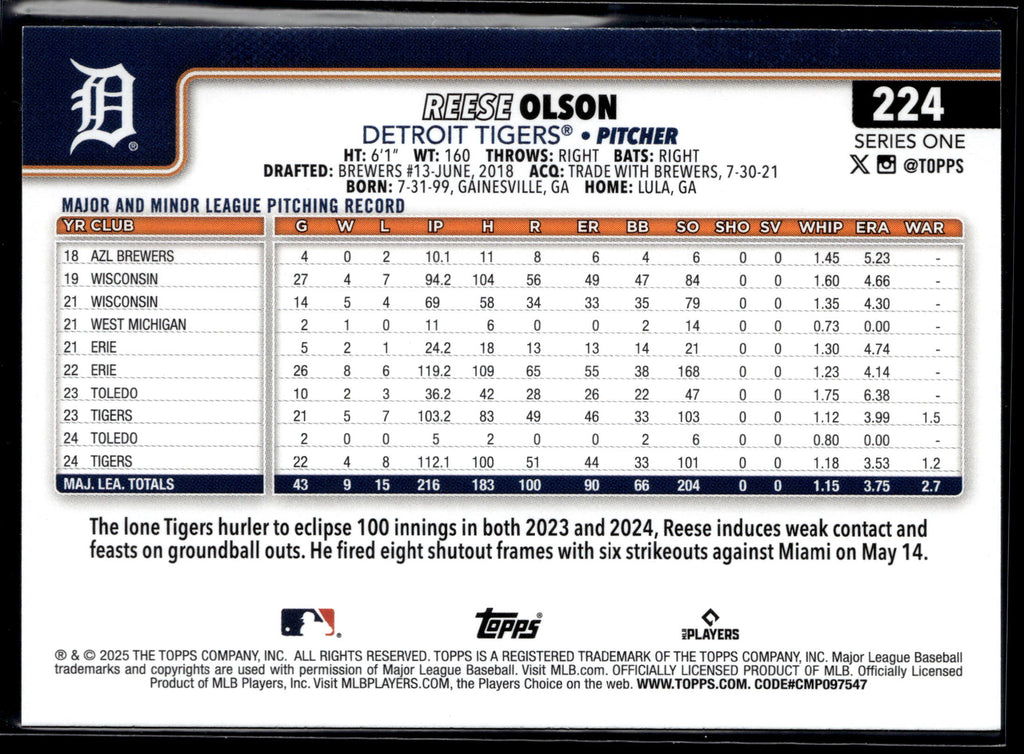 D®
REESE OLSON
DETROIT TIGERS® • PITCHER
HT: 6'1" WT: 160 THROWS: RIGHT BATS: RIGHT
DRAFTED: BREWERS #13-JUNE, 2018 ACQ: TRADE WITH BREWERS, 7-30-21
BORN: 7-31-99, GAINESVILLE, GA HOME: LULA, GA
224
SERIES ONE
X @TOPPS
MAJOR AND MINOR LEAGUE PITCHING RECORD
YR CLUB G W L IP H R ER BB SO SHO SV WHIP ERA WAR
18 AZL BREWERS 4 0 2 10.1 11 8 6 4 6 0 0 1.45 5.23 -
19 WISCONSIN 27 4 7 94.2 104 56 49 47 84 0 0 1.60 4.66 -
21 WISCONSIN 14 5 4 69 58 34 33 35 79 0 0 1.35 4.30 -
21 WEST MICHIGAN 2 1 0 11 6 0 0 2 14 0 0 0.73 0.00 -
21 ERIE 5 2 1 24.2 18 13 13 14 21 0 0 1.30 4.74 -
22 ERIE 26 8 6 119.2 109 65 55 38 168 0 0 1.23 4.14 -
23 TOLEDO 10 2 3 36.2 42 28 26 22 47 0 0 1.75 6.38 -
23 TIGERS 21 5 7 103.2 83 49 46 33 103 0 0 1.12 3.99 1.5
24 TOLEDO 2 0 0 5 2 0 0 2 6 0 0 0.80 0.00 -
24 TIGERS 22 4 8 112.1 100 51 44 33 101 0 0 1.18 3.53 1.2
MAJ. LEA. TOTALS 43 9 15 216 183 100 90 66 204 0 0 1.15 3.75 2.7
The lone Tigers hurler to eclipse 100 innings in both 2023 and 2024, Reese induces weak contact and
feasts on groundball outs. He fired eight shutout frames with six strikeouts against Miami on May 14.
Topps®
MLB PLAYERS
® & © 2025 THE TOPPS COMPANY, INC. ALL RIGHTS RESERVED. TOPPS IS A REGISTERED TRADEMARK OF THE TOPPS COMPANY, INC. Major League Baseball
trademarks and copyrights are used with permission of Major League Baseball. Visit MLB.com. OFFICIALLY LICENSED PRODUCT OF MLB. Officially Licensed
Product of MLB Players, Inc. Visit MLBPLAYERS.COM, the Players Choice on the web. WWW.TOPPS.COM. CODE#CMP097547